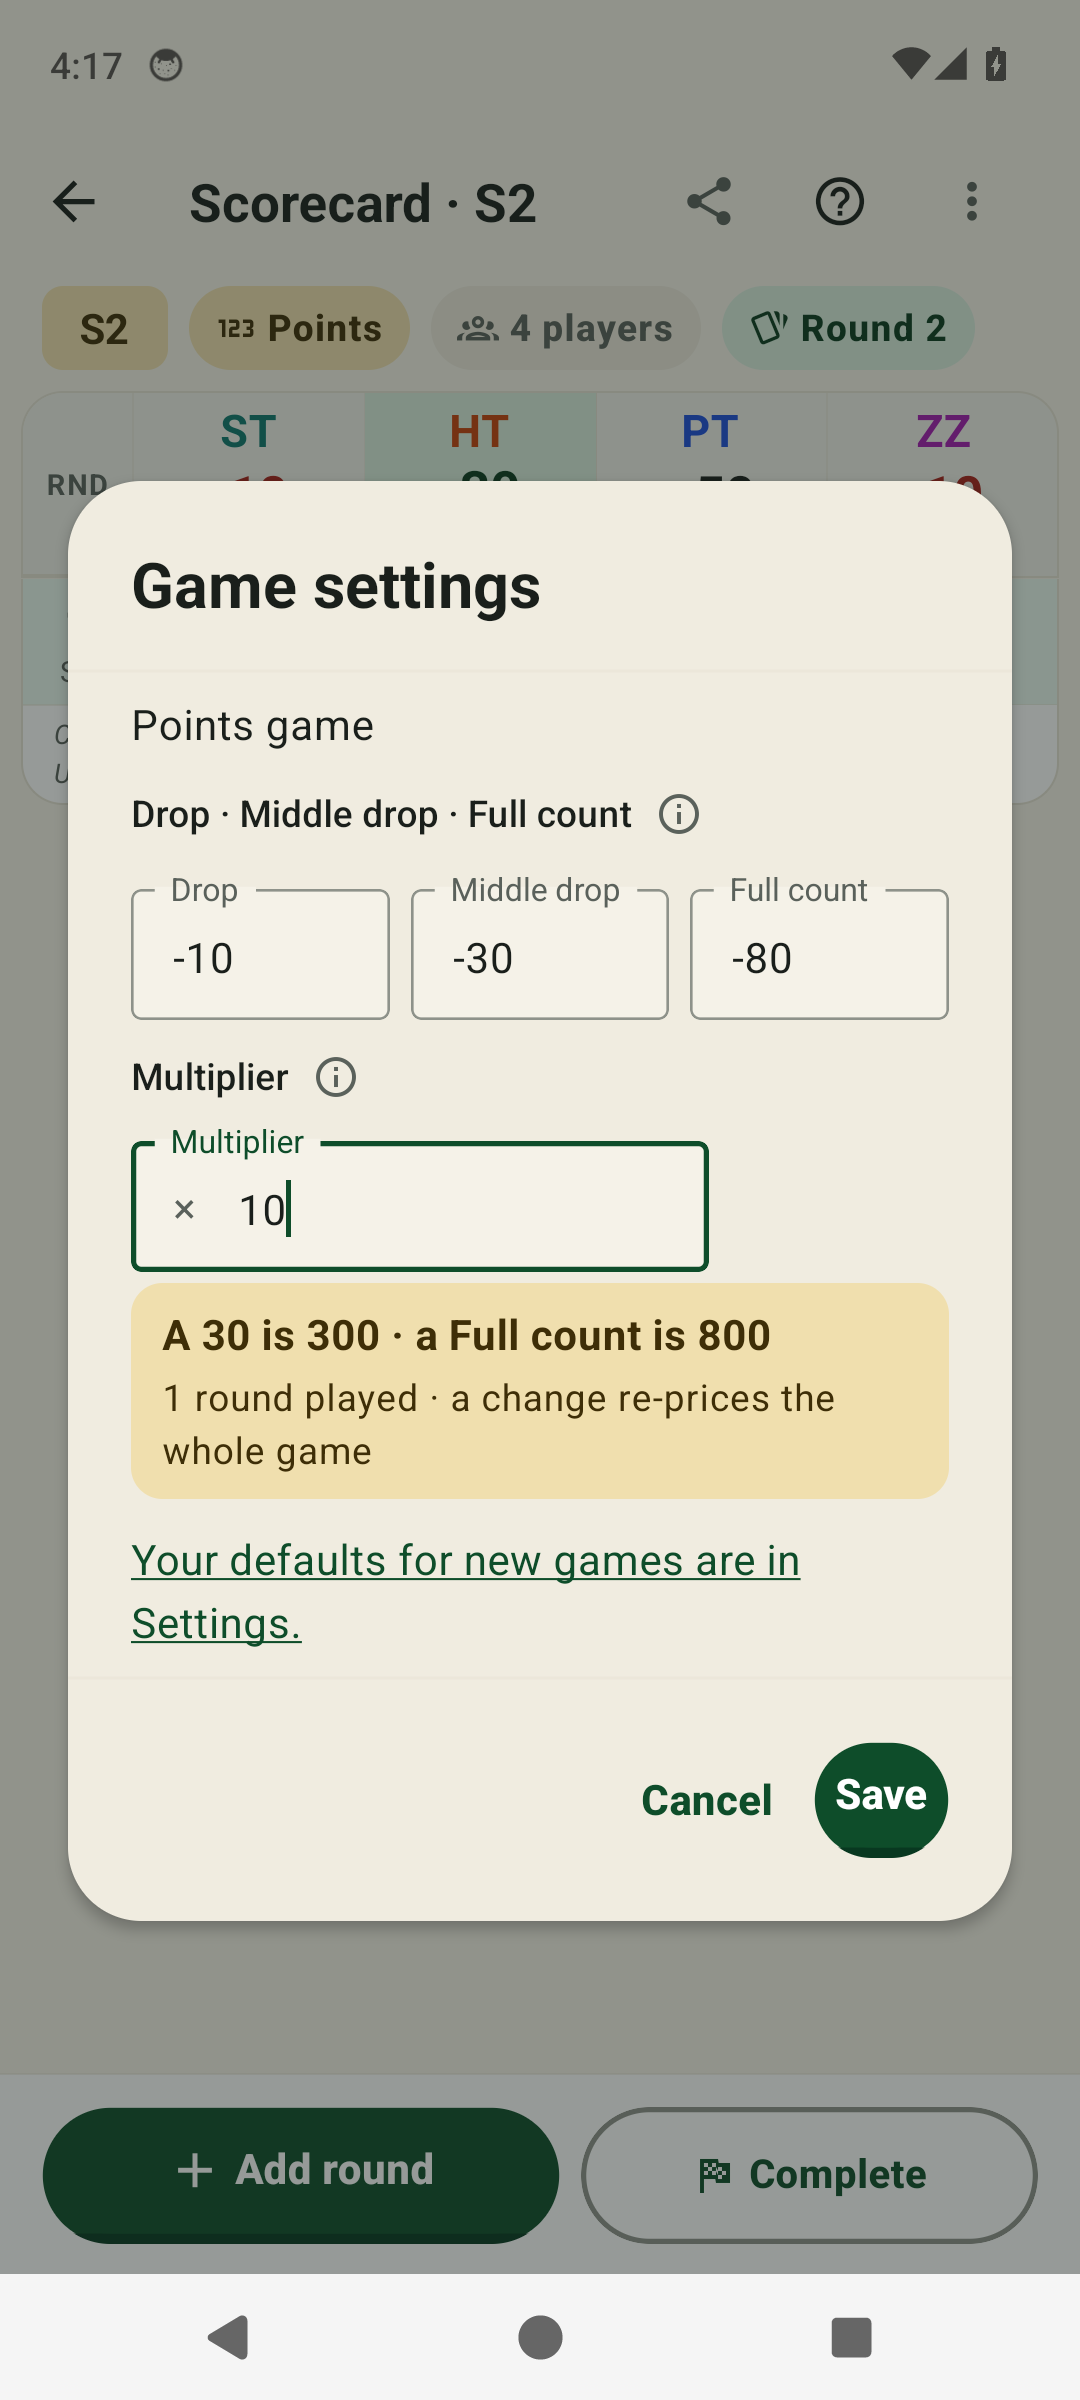 4:17
Scorecard · S2
S2
123 Points
4 players
Round 2
ST
HT
PT
ZZ
RND
Game settings
Points game
Drop · Middle drop · Full count
Drop
Middle drop
Full count
-10
-30
-80
Multiplier
Multiplier
× 10
A 30 is 300 · a Full count is 800
1 round played · a change re-prices the
whole game
Your defaults for new games are in
Settings.
Cancel
Save
Add round
Complete